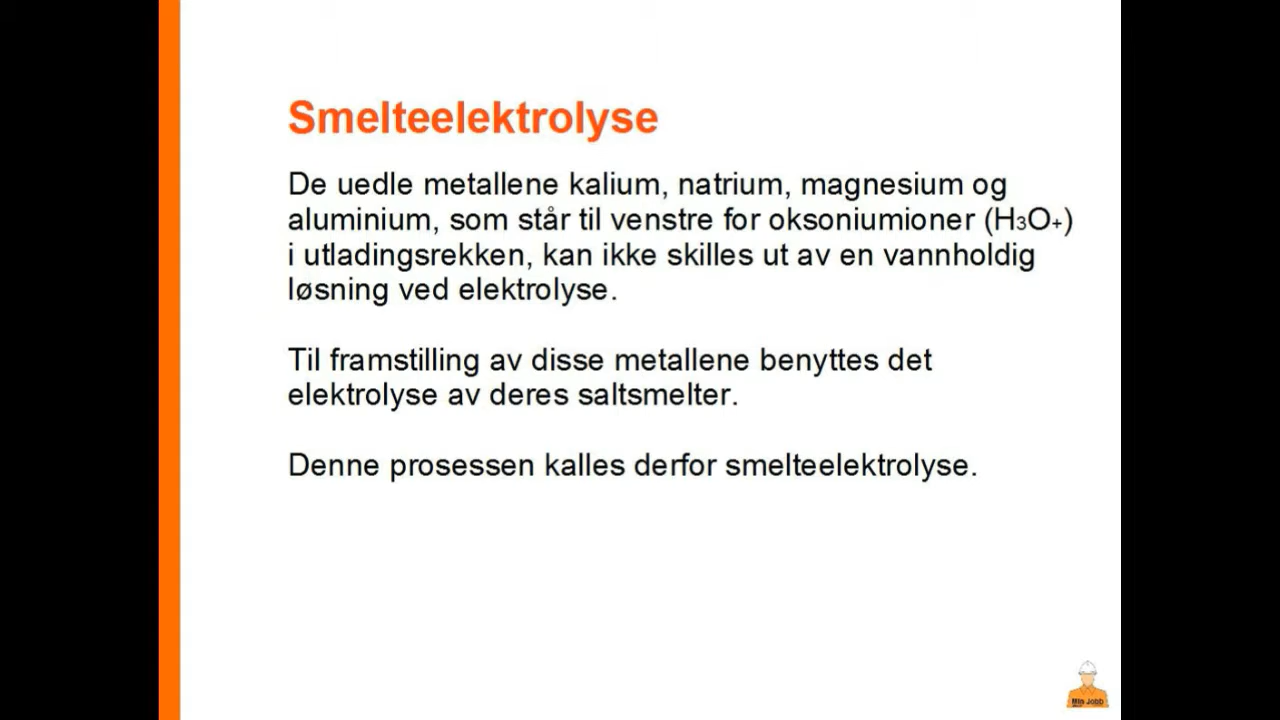 Smelteelektrolyse
De uedle metallene kalium, natrium, magnesium og
aluminium, som står til venstre for oksoniumioner (H₃O+)
i utladingsrekken, kan ikke skilles ut av en vannholdig
løsning ved elektrolyse.
Til framstilling av disse metallene benyttes det
elektrolyse av deres saltsmelter.
Denne prosessen kalles derfor smelteelektrolyse.
Min Jobb